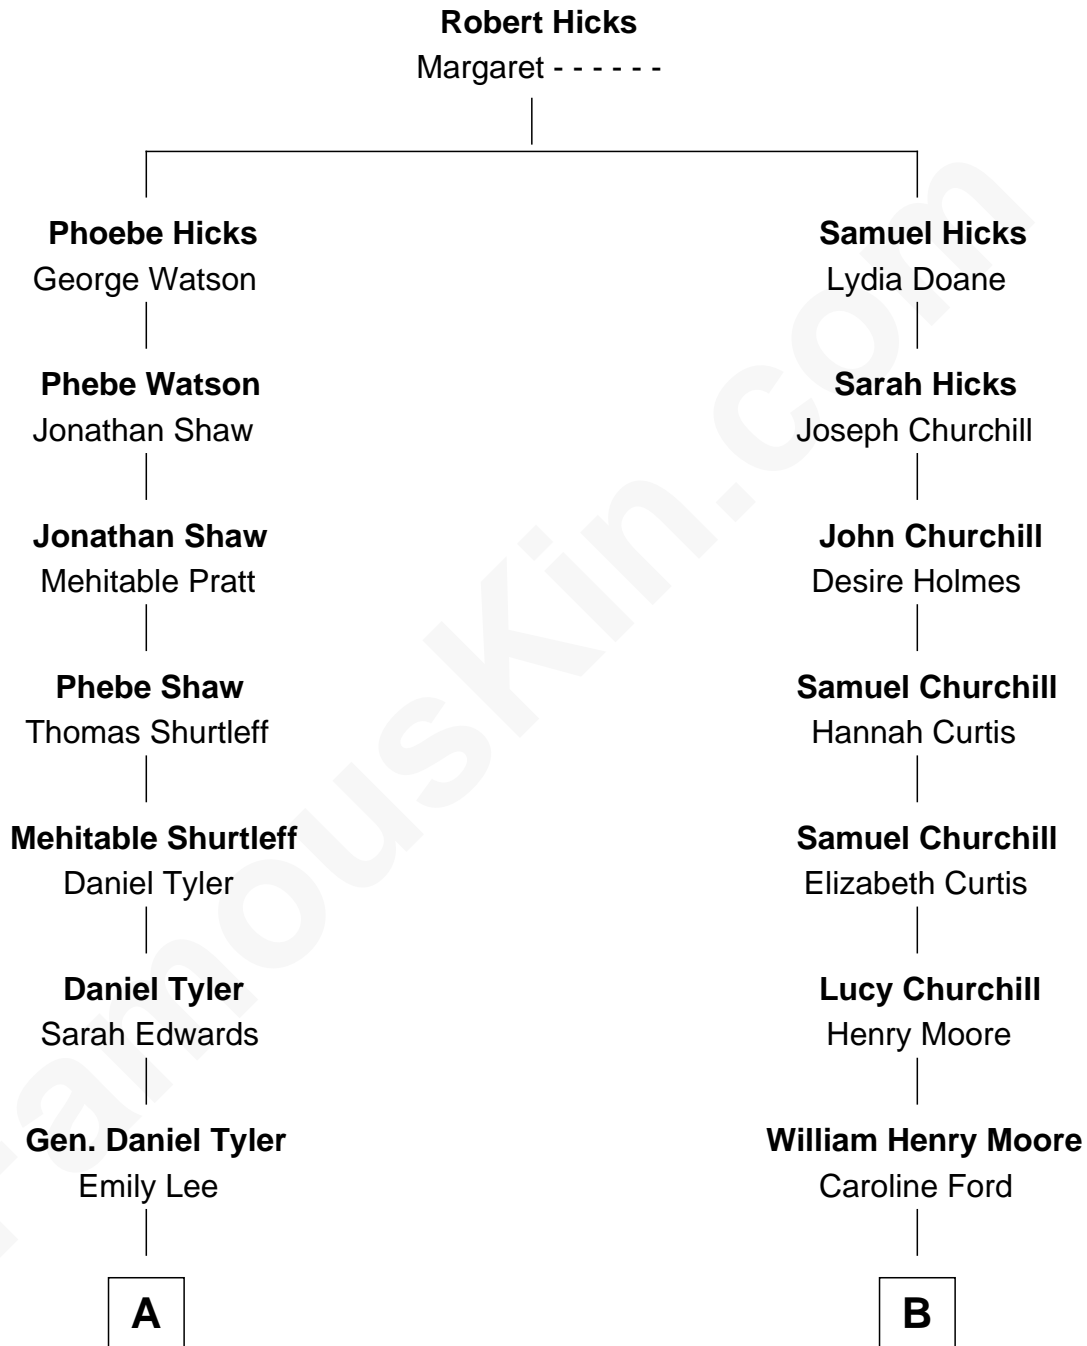 Robert Hicks
Margaret - - - - - -
Phoebe Hicks
George Watson
Samuel Hicks
Lydia Doane
Phebe Watson
Jonathan Shaw
Sarah Hicks
Joseph Churchill
Jonathan Shaw
Mehitable Pratt
John Churchill
Desire Holmes
Phebe Shaw
Thomas Shurtleff
Samuel Churchill
Hannah Curtis
Mehitable Shurtleff
Daniel Tyler
Samuel Churchill
Elizabeth Curtis
Daniel Tyler
Sarah Edwards
Lucy Churchill
Henry Moore
Gen. Daniel Tyler
Emily Lee
William Henry Moore
Caroline Ford
A
B
FamousKin.com